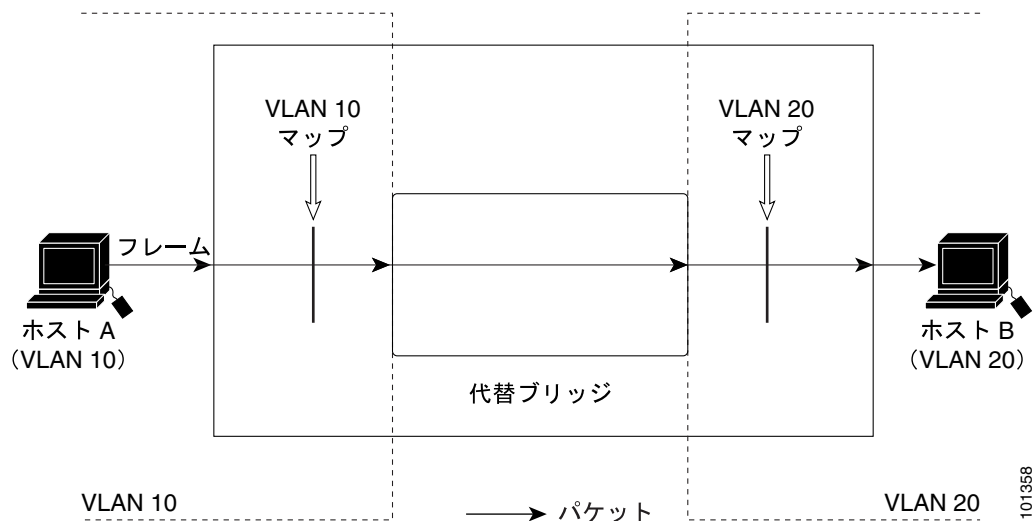 VLAN 10
マップ
VLAN 20
マップ
フレーム
ホスト A
（VLAN 10）
ホスト B
（VLAN 20）
代替ブリッジ
VLAN 10
パケット
VLAN 20
101358